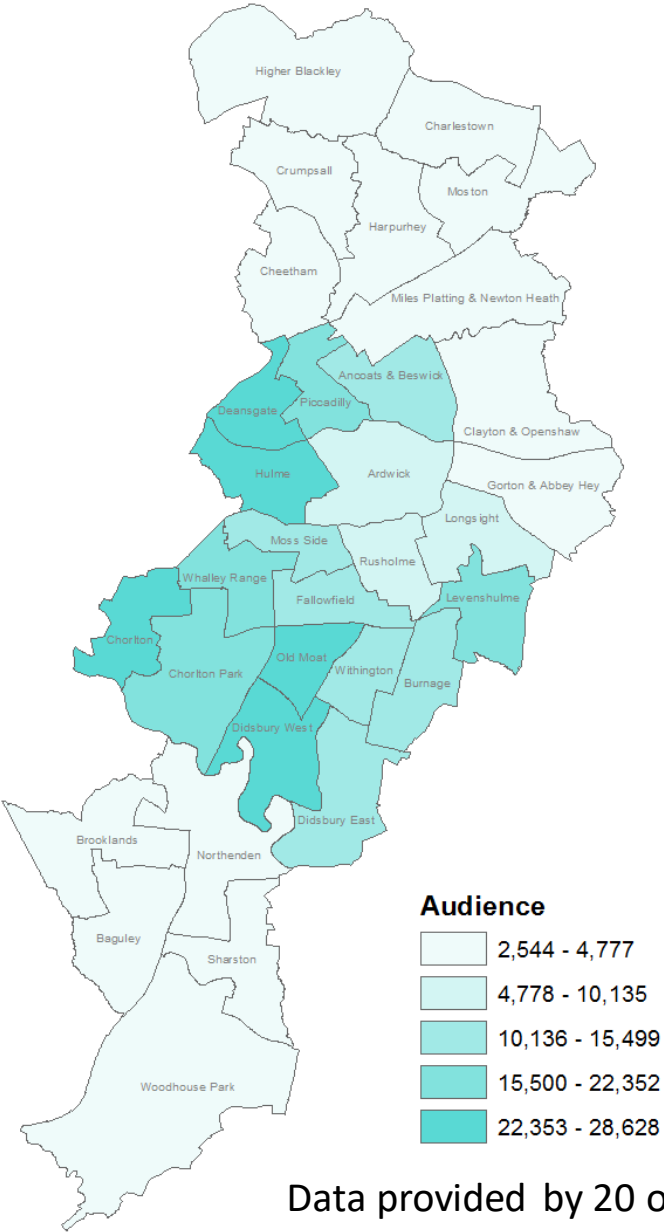 Higher Blackley
Charlestown
Crumpsall
Moston
Harpurhey
Cheetham
Miles Platting & Newton Heath
Ancoats & Beswick
Piccadilly
Deansgate
Clayton & Openshaw
Hulme
Ardwick
Gorton & Abbey Hey
Longsight
Moss Side
Rusholme
Whalley Range
Fallowfield
Levenshulme
Chorlton
Old Moat
Chorlton Park
Withington
Burnage
Didsbury West
Didsbury East
Brooklands
Northenden
Baguley
Sharston
Woodhouse Park
Audience
2,544 - 4,777
4,778 - 10,135
10,136 - 15,499
15,500 - 22,352
22,353 - 28,628
Data provided by 20 o